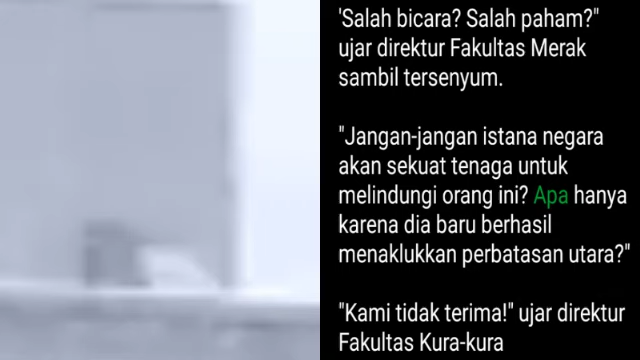 'Salah bicara? Salah paham?"
ujar direktur Fakultas Merak
sambil tersenyum.
"Jangan-jangan istana negara
akan sekuat tenaga untuk
melindungi orang ini? Apa hanya
karena dia baru berhasil
menaklukkan perbatasan utara?"
"Kami tidak terima!" ujar direktur
Fakultas Kura-kura